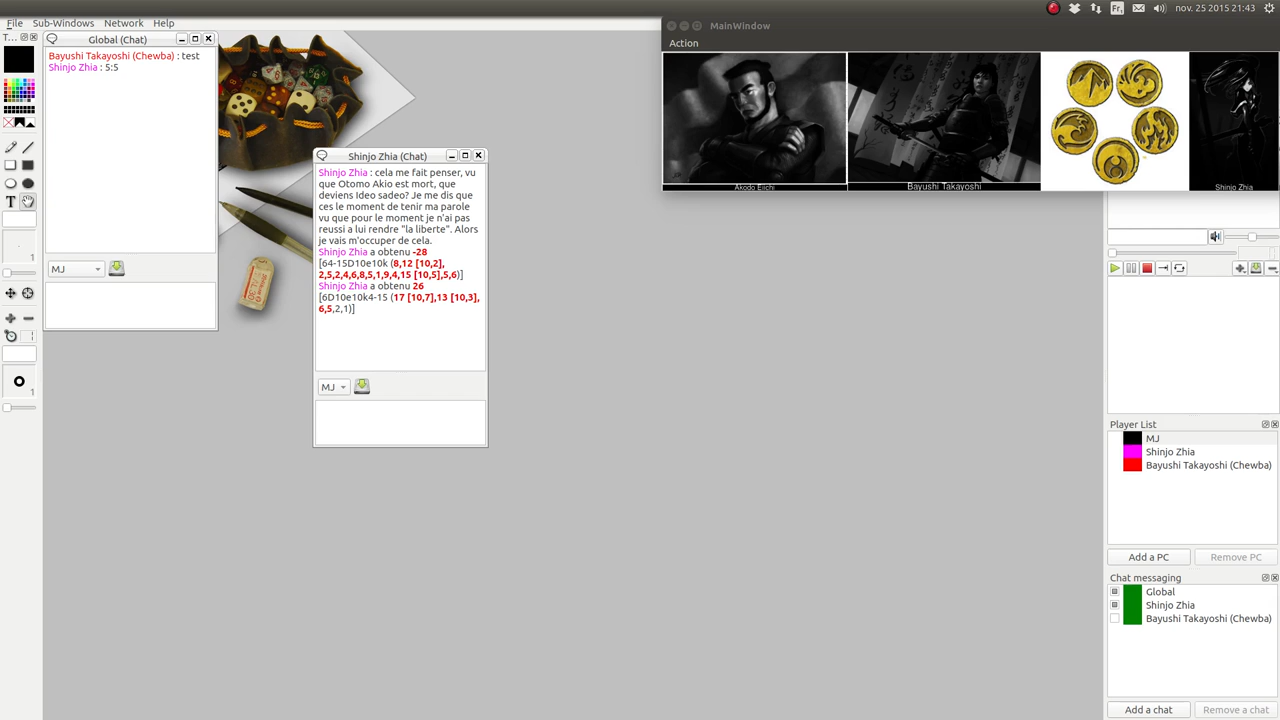 Fr₁
nov. 25 2015 21:43
File Sub-Windows Network Help
MainWindow
Action
T...
Global (Chat)
Bayushi Takayoshi (Chewba) : test
Shinjo Zhia : 5:5
MJ
T
1
1
Shinjo Zhia (Chat)
Shinjo Zhia : cela me fait penser, vu
que Otomo Akio est mort, que
deviens Ideo sadeo? Je me dis que
ces le moment de tenir ma parole
vu que pour le moment je n'ai pas
reussi a lui rendre "la liberte". Alors
je vais m'occuper de cela.
Shinjo Zhia a obtenu -28
[64-15D10e10k (8,12 [10,2],
2,5,2,4,6,8,5,1,9,4,15 [10,5],5,6)]
Shinjo Zhia a obtenu 26
[6D10e10k4-15 (17 [10,7],13 [10,3],
6,5,2,1)]
MJ
Akodo Eiichi
Bayushi Takayoshi
Shinjo Zhia
Player List
MJ
Shinjo Zhia
Bayushi Takayoshi (Chewba)
Add a PC
Remove PC
Chat messaging
Global
Shinjo Zhia
Bayushi Takayoshi (Chewba)
Add a chat
Remove a chat